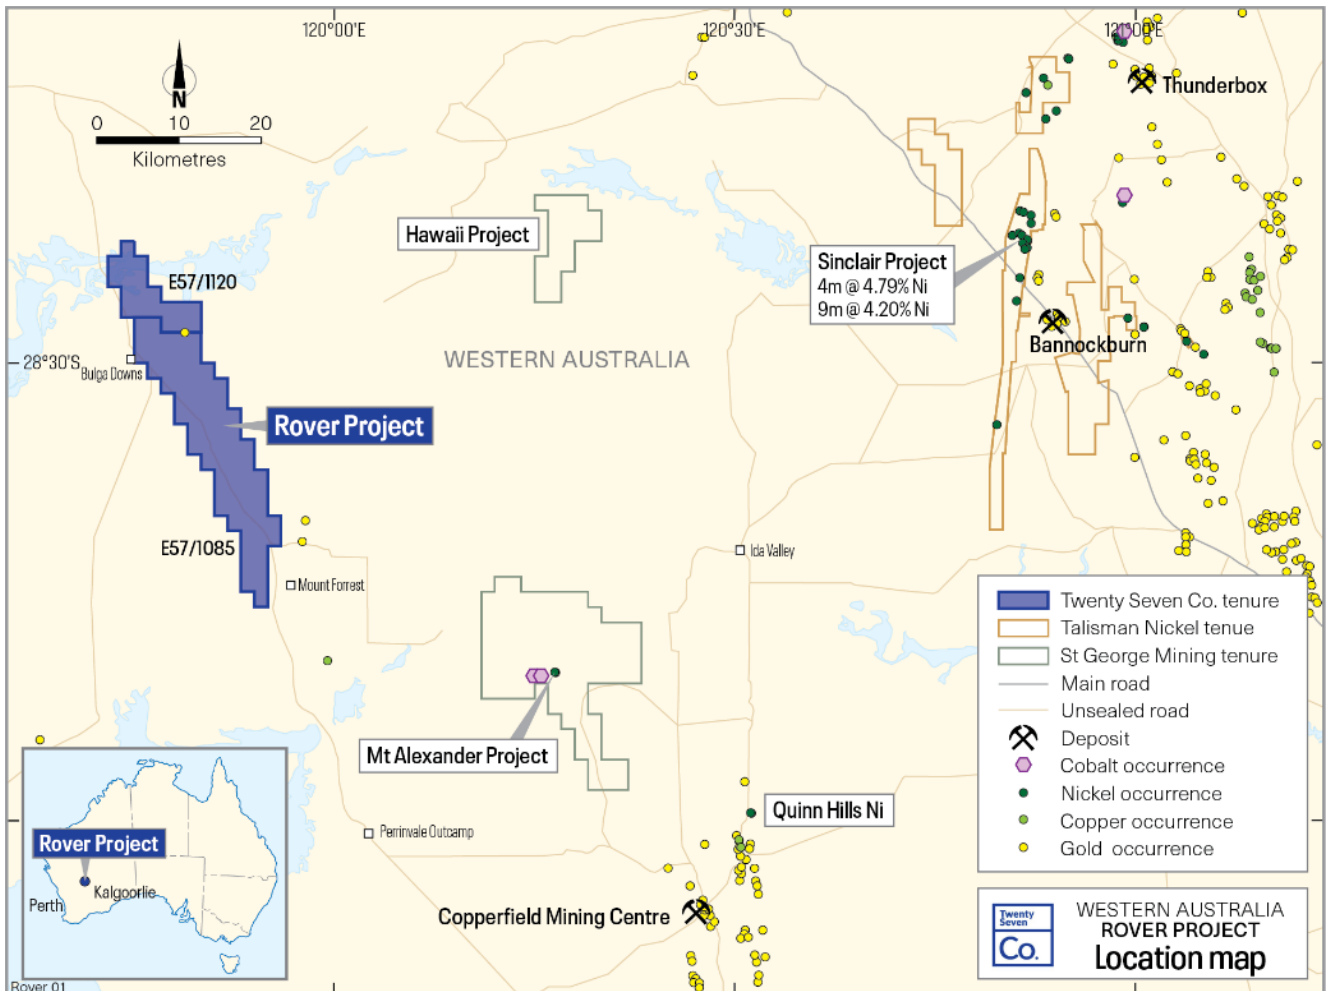 120°00'E
120°30'E
121°00'E
N
0 10 20
Kilometres
Thunderbox
Hawaii Project
E57/1120
Sinclair Project
4m @ 4.79% Ni
9m @ 4.20% Ni
Bannockburn
28°30'S
Bulga Downs
WESTERN AUSTRALIA
Rover Project
E57/1085
Mount Forrest
Ida Valley
Mt Alexander Project
Quinn Hills Ni
Perrinvale Outcamp
Copperfield Mining Centre
Twenty Seven Co. tenure
Talisman Nickel tenue
St George Mining tenure
Main road
Unsealed road
Deposit
Cobalt occurrence
Nickel occurrence
Copper occurrence
Gold occurrence
Rover Project
Kalgoorlie
Perth
Rover 01
Twenty
Seven
Co.
WESTERN AUSTRALIA
ROVER PROJECT
Location map